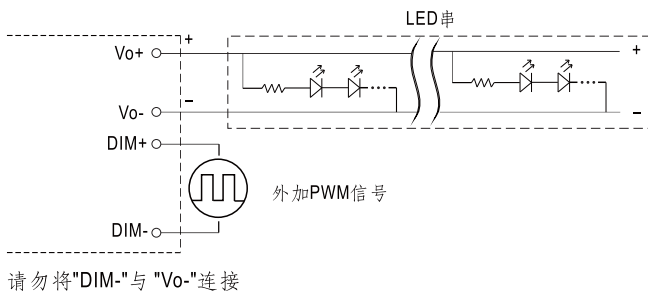 LED串
Vo+
+
+
Vo-
−
−
DIM+
外加PWM信号
DIM-
请勿将"DIM-"与 "Vo-"连接